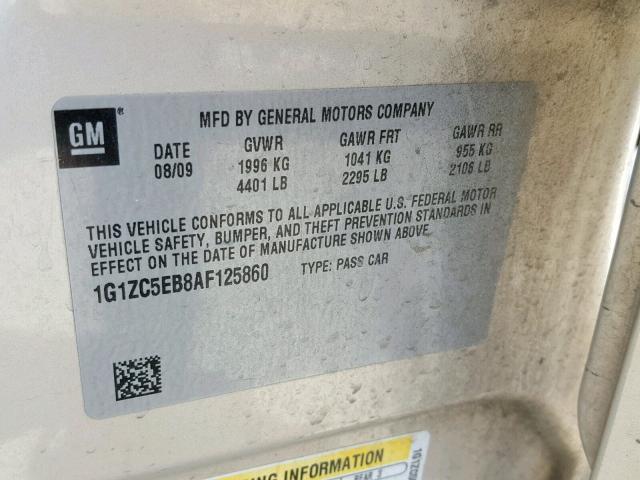 GM
MFD BY GENERAL MOTORS COMPANY
DATE GVWR GAWR FRT GAWR RR
08/09 1996 KG 1041 KG 955 KG
4401 LB 2295 LB 2106 LB
THIS VEHICLE CONFORMS TO ALL APPLICABLE U.S. FEDERAL MOTOR
VEHICLE SAFETY, BUMPER, AND THEFT PREVENTION STANDARDS IN
EFFECT ON THE DATE OF MANUFACTURE SHOWN ABOVE.
1G1ZC5EB8AF125860 TYPE: PASS CAR
INFORMATION
REAR